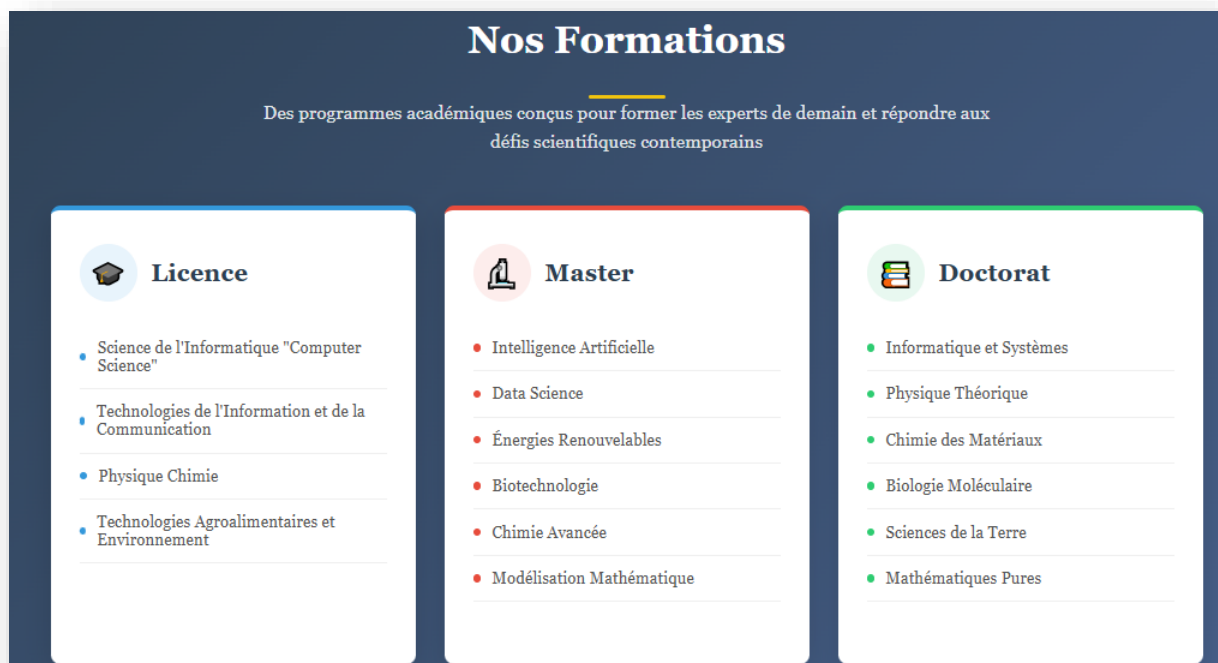 Nos Formations
Des programmes académiques conçus pour former les experts de demain et répondre aux
défis scientifiques contemporains
Licence
Science de l'Informatique "Computer
Science"
Technologies de l'Information et de la
Communication
Physique Chimie
Technologies Agroalimentaires et
Environnement
Master
Intelligence Artificielle
Data Science
Énergies Renouvelables
Biotechnologie
Chimie Avancée
Modélisation Mathématique
Doctorat
Informatique et Systèmes
Physique Théorique
Chimie des Matériaux
Biologie Moléculaire
Sciences de la Terre
Mathématiques Pures